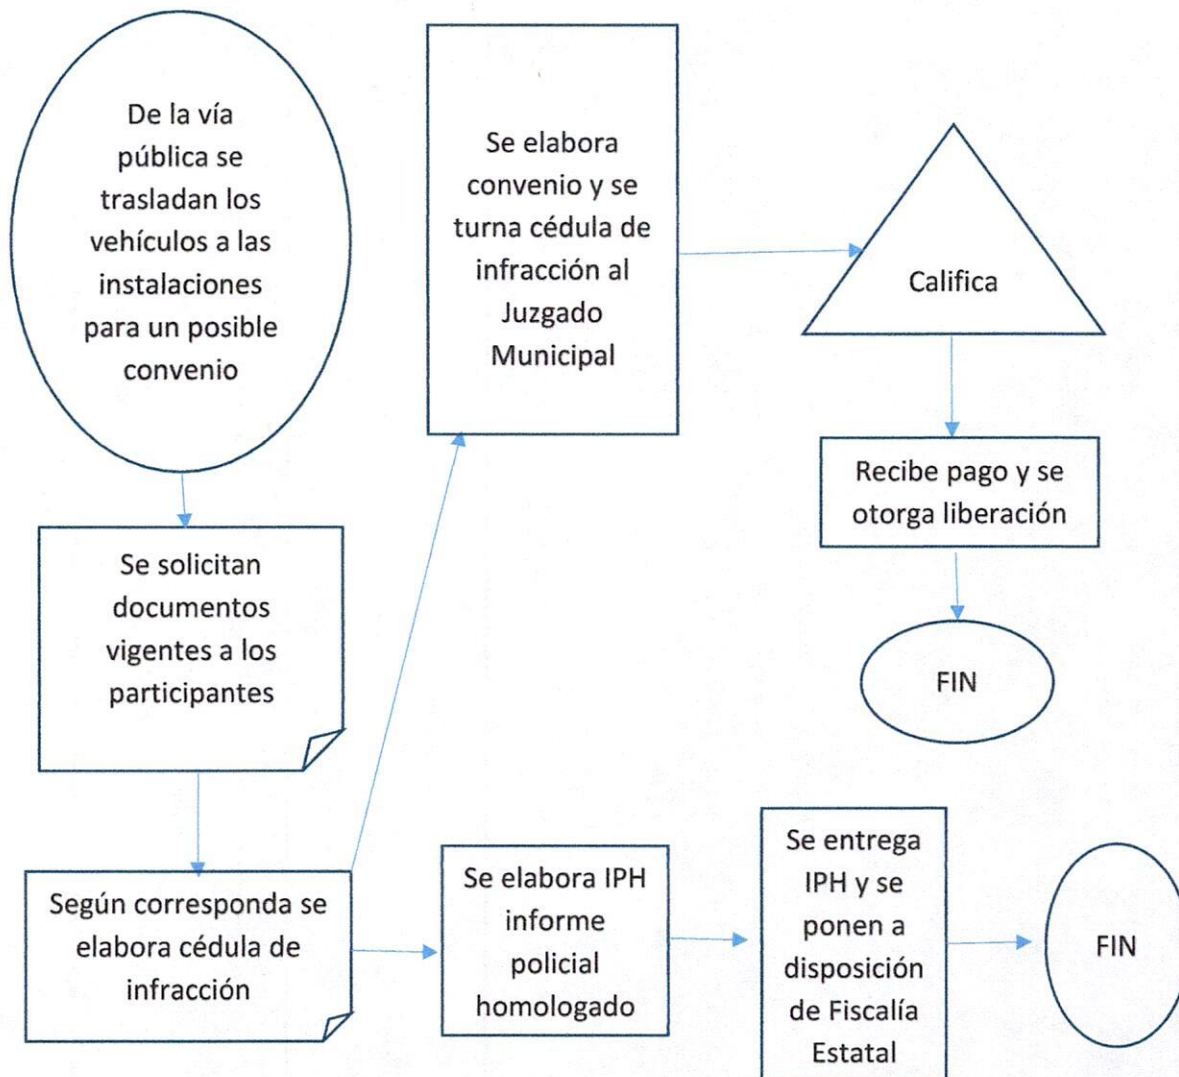 De la vía
pública se
trasladan los
vehículos a las
instalaciones
para un posible
convenio
Se solicitan
documentos
vigentes a los
participantes
Según corresponda se
elabora cédula de
infracción
Se elabora
convenio y se
turna cédula de
infracción al
Juzgado
Municipal
Califica
Recibe pago y se
otorga liberación
FIN
Se elabora IPH
informe
policial
homologado
Se entrega
IPH y se
ponen a
disposición
de Fiscalía
Estatal
FIN